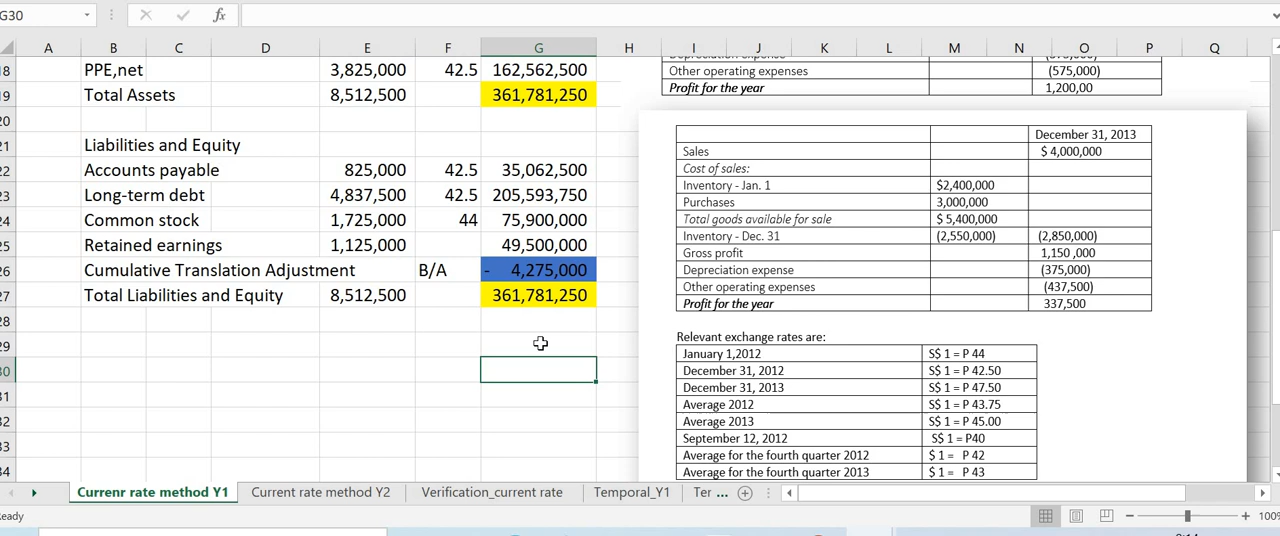 G30
fx
A B C D E F G H I J K L M N O P Q
18 PPE,net 3,825,000 42.5 162,562,500
19 Total Assets 8,512,500 361,781,250
20
21 Liabilities and Equity
22 Accounts payable 825,000 42.5 35,062,500
23 Long-term debt 4,837,500 42.5 205,593,750
24 Common stock 1,725,000 44 75,900,000
25 Retained earnings 1,125,000 49,500,000
26 Cumulative Translation Adjustment B/A - 4,275,000
27 Total Liabilities and Equity 8,512,500 361,781,250
28
29
30
31
32
33
34
Other operating expenses (575,000)
Profit for the year 1,200,00
December 31, 2013
Sales $ 4,000,000
Cost of sales:
Inventory - Jan. 1 $2,400,000
Purchases 3,000,000
Total goods available for sale $ 5,400,000
Inventory - Dec. 31 (2,550,000) (2,850,000)
Gross profit 1,150 ,000
Depreciation expense (375,000)
Other operating expenses (437,500)
Profit for the year 337,500
Relevant exchange rates are:
January 1,2012 S$ 1 = P 44
December 31, 2012 S$ 1 = P 42.50
December 31, 2013 S$ 1 = P 47.50
Average 2012 S$ 1 = P 43.75
Average 2013 S$ 1 = P 45.00
September 12, 2012 S$ 1 = P40
Average for the fourth quarter 2012 $ 1 = P 42
Average for the fourth quarter 2013 $ 1 = P 43
Currenr rate method Y1 Current rate method Y2 Verification_current rate Temporal_Y1 Ter ...
eady 100%